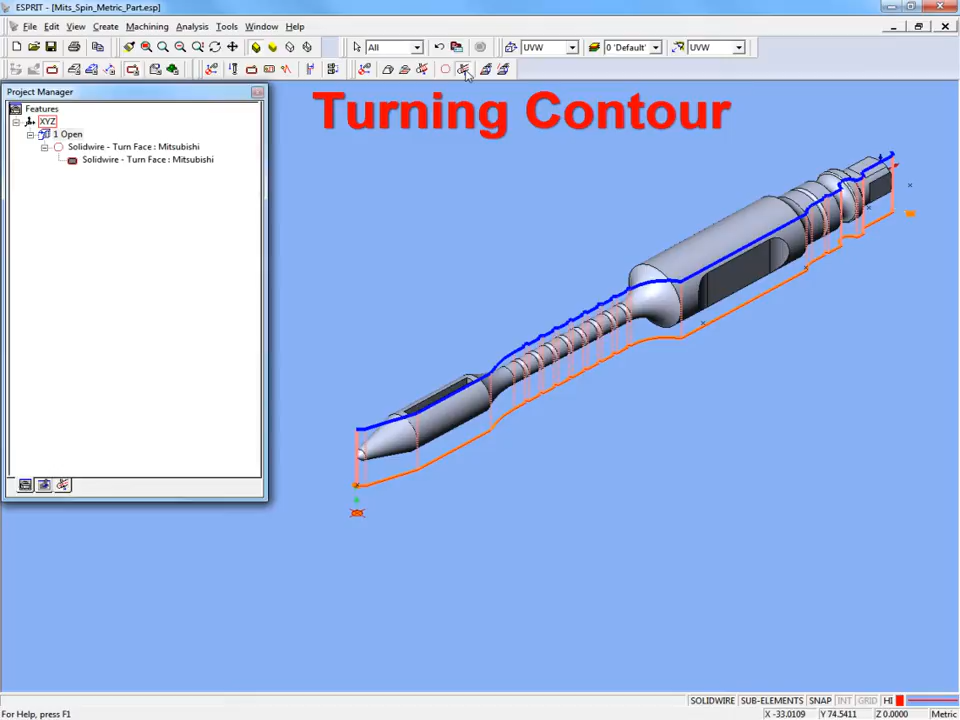 ESPRIT - [Mits_Spin_Metric_Part.esp]
File Edit View Create Machining Analysis Tools Window Help
All UVW 0 'Default' UVW
Project Manager
Turning Contour
Features
XYZ
1 Open
Solidwire - Turn Face : Mitsubishi
Solidwire - Turn Face : Mitsubishi
SOLIDWIRE SUB-ELEMENTS SNAP INT GRID HI
For Help, press F1 X -33.0109 Y 74.5411 Z 0.0000 Metric